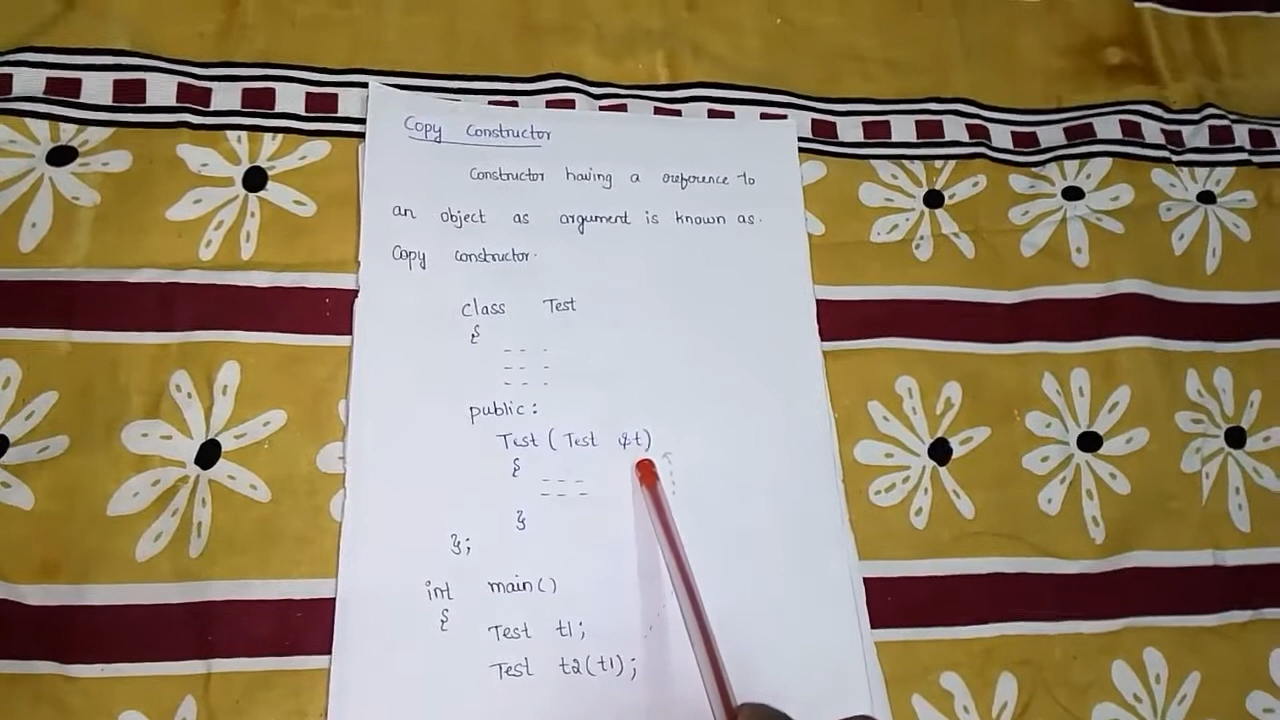 Copy Constructor
Constructor having a reference to
an object as argument is known as.
Copy constructor.
class Test
{
- - -
- - -
- - -
public:
Test (Test &t)
{
- - -
- - -
}
};
int main()
{
Test t1;
Test t2(t1);